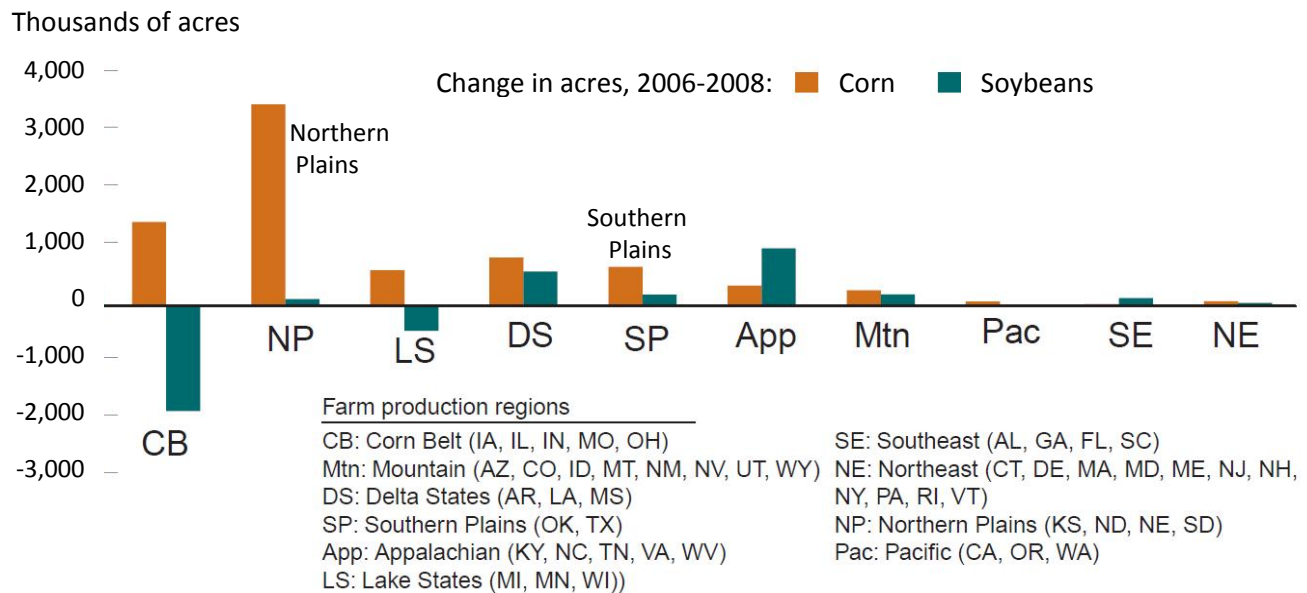 Thousands of acres
4,000
Change in acres, 2006-2008: Corn Soybeans
3,000
Northern
Plains
2,000
Southern
Plains
1,000
0
NP
LS
DS
SP
App
Mtn
Pac
SE
NE
-1,000
-2,000
CB
-3,000
Farm production regions
CB: Corn Belt (IA, IL, IN, MO, OH)
Mtn: Mountain (AZ, CO, ID, MT, NM, NV, UT, WY)
DS: Delta States (AR, LA, MS)
SP: Southern Plains (OK, TX)
App: Appalachian (KY, NC, TN, VA, WV)
LS: Lake States (MI, MN, WI))
SE: Southeast (AL, GA, FL, SC)
NE: Northeast (CT, DE, MA, MD, ME, NJ, NH,
NY, PA, RI, VT)
NP: Northern Plains (KS, ND, NE, SD)
Pac: Pacific (CA, OR, WA)